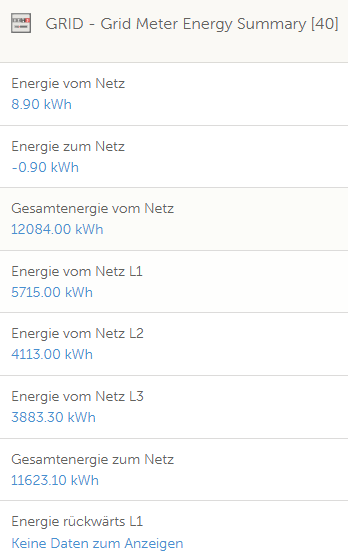 GRID - Grid Meter Energy Summary [40]
Energie vom Netz
8.90 kWh
Energie zum Netz
-0.90 kWh
Gesamtenergie vom Netz
12084.00 kWh
Energie vom Netz L1
5715.00 kWh
Energie vom Netz L2
4113.00 kWh
Energie vom Netz L3
3883.30 kWh
Gesamtenergie zum Netz
11623.10 kWh
Energie rückwärts L1
Keine Daten zum Anzeigen